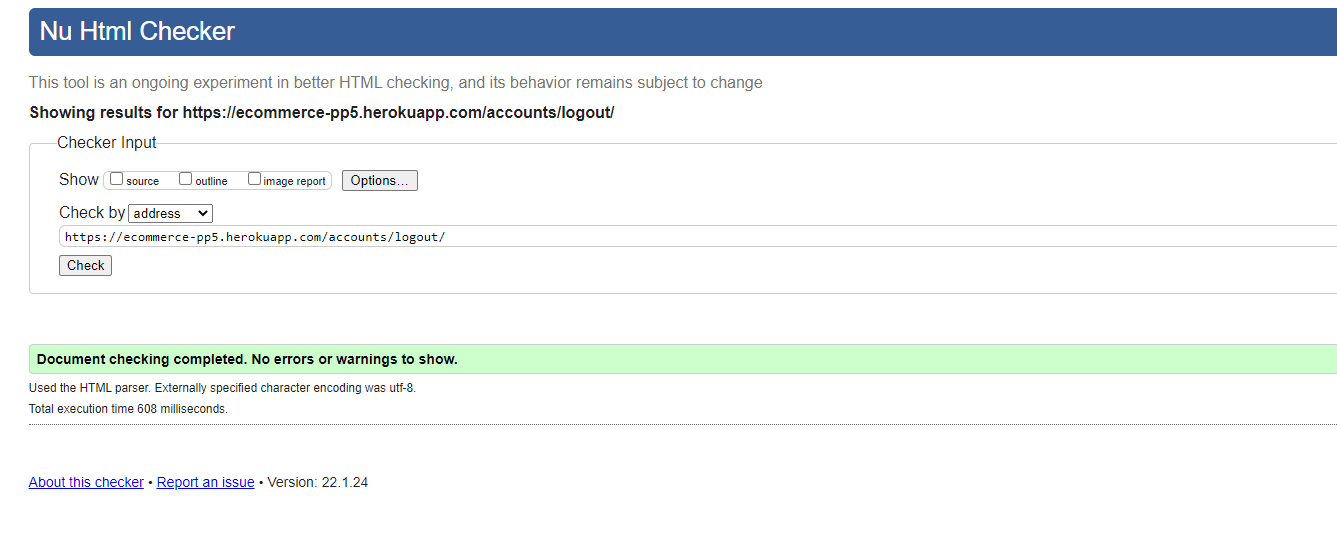 Nu Html Checker
This tool is an ongoing experiment in better HTML checking, and its behavior remains subject to change
Showing results for https://ecommerce-pp5.herokuapp.com/accounts/logout/
Checker Input
Show source outline image report Options...
Check by address
https://ecommerce-pp5.herokuapp.com/accounts/logout/
Check
Document checking completed. No errors or warnings to show.
Used the HTML parser. Externally specified character encoding was utf-8.
Total execution time 608 milliseconds.
About this checker • Report an issue • Version: 22.1.24